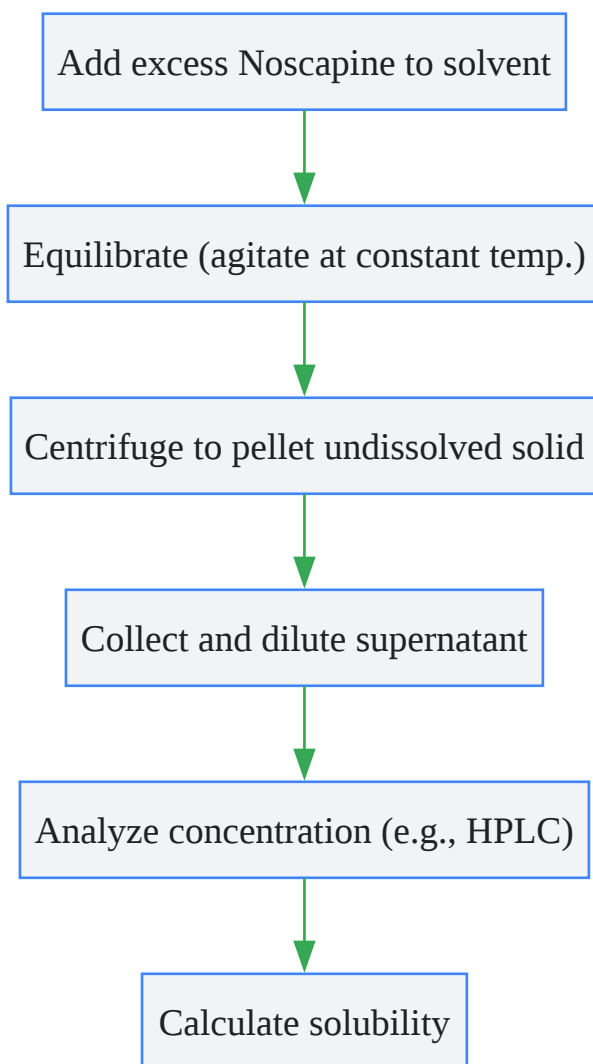 Add excess Noscapine to solvent
Equilibrate (agitate at constant temp.)
Centrifuge to pellet undissolved solid
Collect and dilute supernatant
Analyze concentration (e.g., HPLC)
Calculate solubility